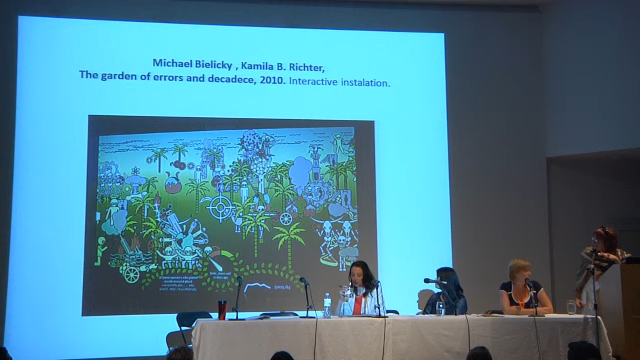 Michael Bielicky , Kamila B. Richter,
The garden of errors and decadece, 2010. Interactive instalation.